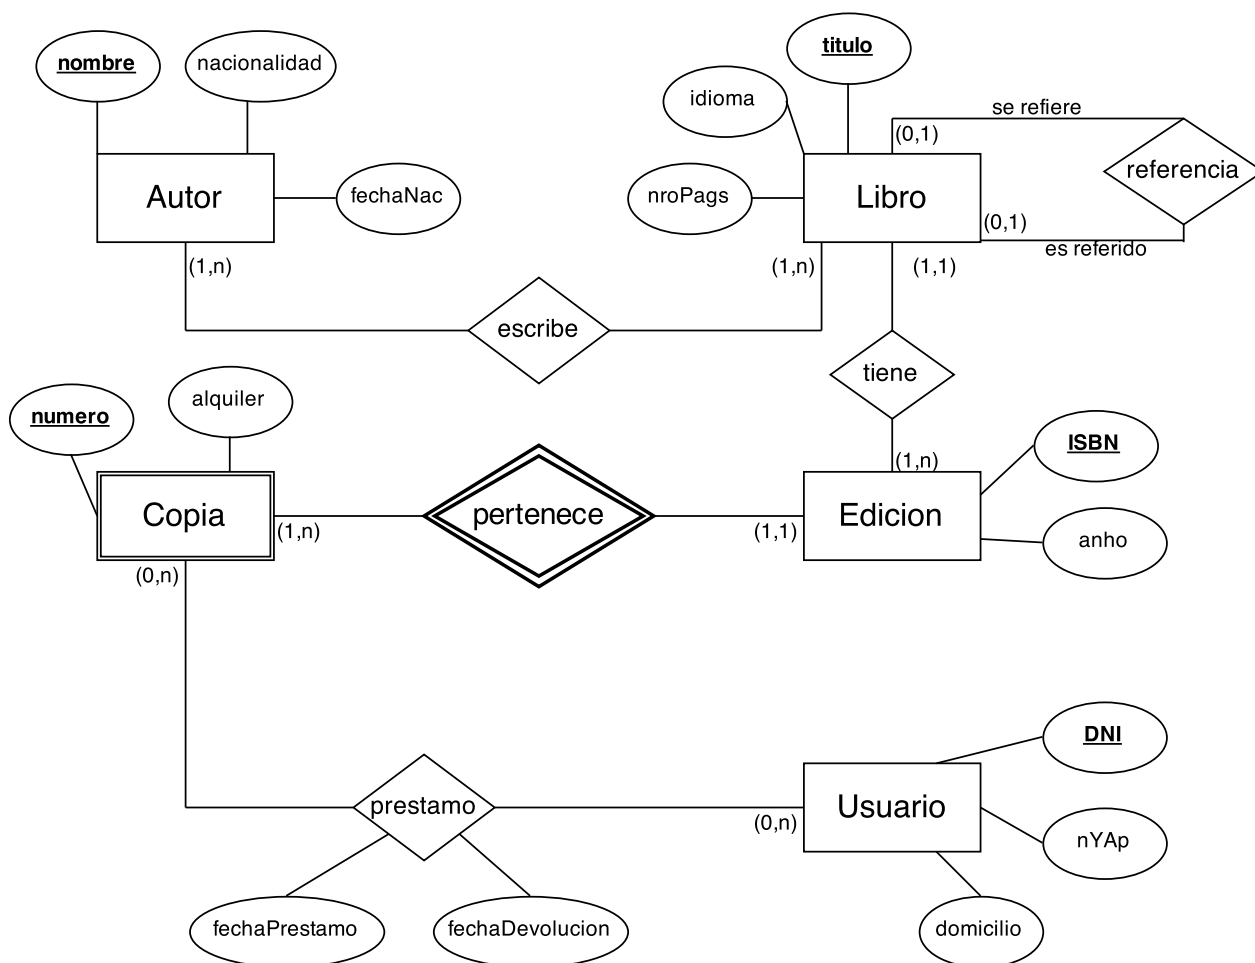 titulo
nombre
nacionalidad
idioma
se refiere
(0,1)
referencia
Autor
fechaNac
nroPags
Libro
(0,1)
es referido
(1,n)
(1,n)
(1,1)
escribe
tiene
alquiler
numero
ISBN
(1,n)
Copia
pertenece
Edicion
(1,n)
(1,1)
anho
(0,n)
DNI
prestamo
Usuario
(0,n)
nYAp
fechaPrestamo
fechaDevolucion
domicilio